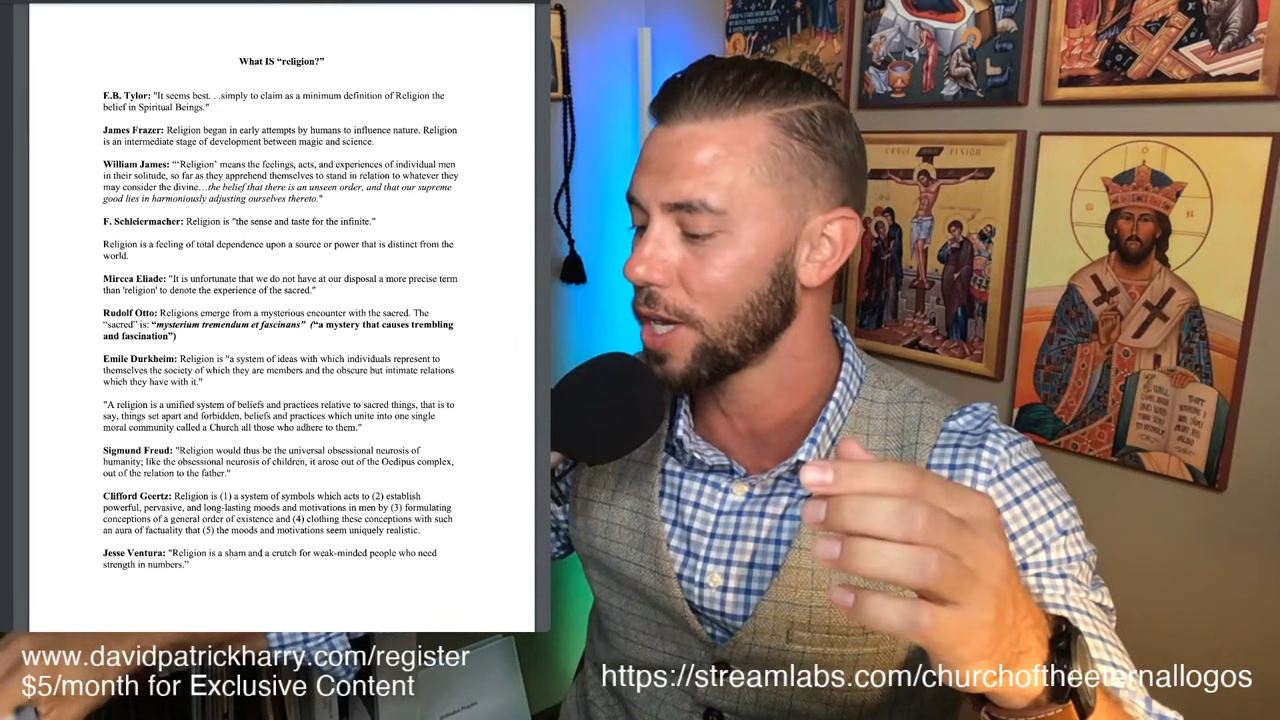 What IS “religion?”
E.B. Tylor: "It seems best. . .simply to claim as a minimum definition of Religion the
belief in Spiritual Beings."
James Frazer: Religion began in early attempts by humans to influence nature. Religion
is an intermediate stage of development between magic and science.
William James: “‘Religion’ means the feelings, acts, and experiences of individual men
in their solitude, so far as they apprehend themselves to stand in relation to whatever they
may consider the divine…the belief that there is an unseen order, and that our supreme
good lies in harmoniously adjusting ourselves thereto."
F. Schleiermacher: Religion is "the sense and taste for the infinite."
Religion is a feeling of total dependence upon a source or power that is distinct from the
world.
Mircea Eliade: "It is unfortunate that we do not have at our disposal a more precise term
than 'religion' to denote the experience of the sacred."
Rudolf Otto: Religions emerge from a mysterious encounter with the sacred. The
“sacred” is: “mysterium tremendum et fascinans” (“a mystery that causes trembling
and fascination”)
Emile Durkheim: Religion is "a system of ideas with which individuals represent to
themselves the society of which they are members and the obscure but intimate relations
which they have with it."
"A religion is a unified system of beliefs and practices relative to sacred things, that is to
say, things set apart and forbidden, beliefs and practices which unite into one single
moral community called a Church all those who adhere to them."
Sigmund Freud: "Religion would thus be the universal obsessional neurosis of
humanity; like the obsessional neurosis of children, it arose out of the Oedipus complex,
out of the relation to the father."
Clifford Geertz: Religion is (1) a system of symbols which acts to (2) establish
powerful, pervasive, and long-lasting moods and motivations in men by (3) formulating
conceptions of a general order of existence and (4) clothing these conceptions with such
an aura of factuality that (5) the moods and motivations seem uniquely realistic.
Jesse Ventura: "Religion is a sham and a crutch for weak-minded people who need
strength in numbers.”
www.davidpatrickharry.com/register
$5/month for Exclusive Content
https://streamlabs.com/churchoftheeternallogos